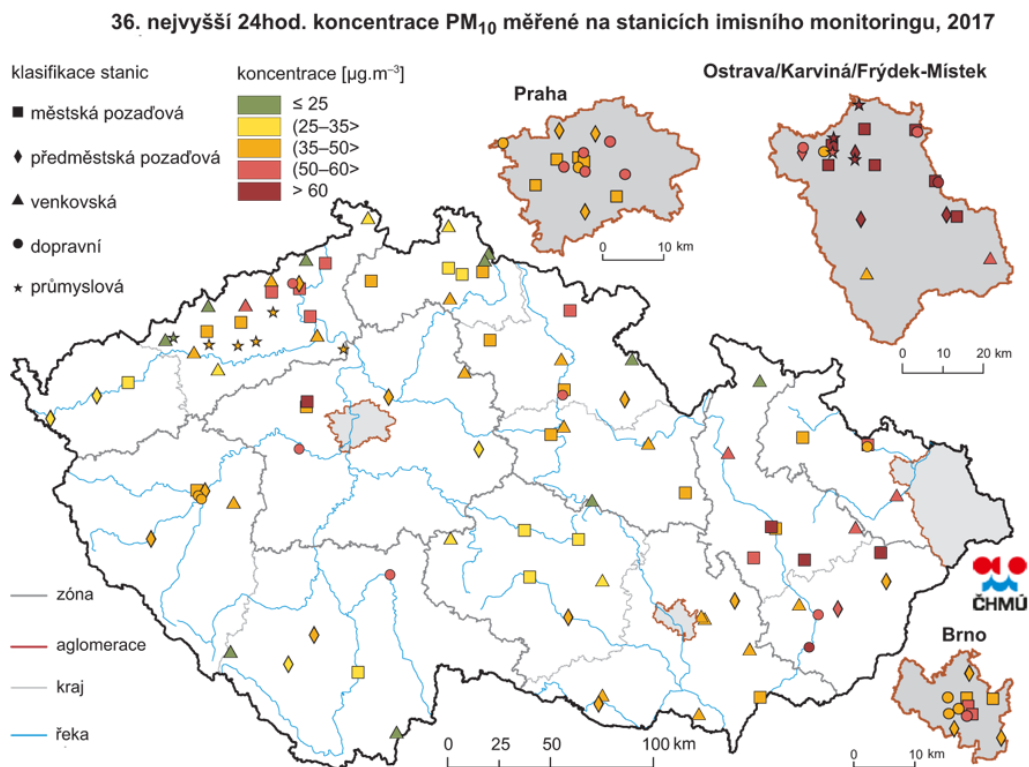 36. nejvyšší 24hod. koncentrace PM₁₀ měřené na stanicích imisního monitoringu, 2017
klasifikace stanic
městská pozaďová
předměstská pozaďová
venkovská
dopravní
průmyslová
koncentrace [µg.m⁻³]
≤ 25
(25–35>
(35–50>
(50–60>
> 60
Praha
0 10 km
Ostrava/Karviná/Frýdek-Místek
0 10 20 km
zóna
aglomerace
kraj
řeka
0 25 50 100 km
ČHMÚ
Brno
0 10 km